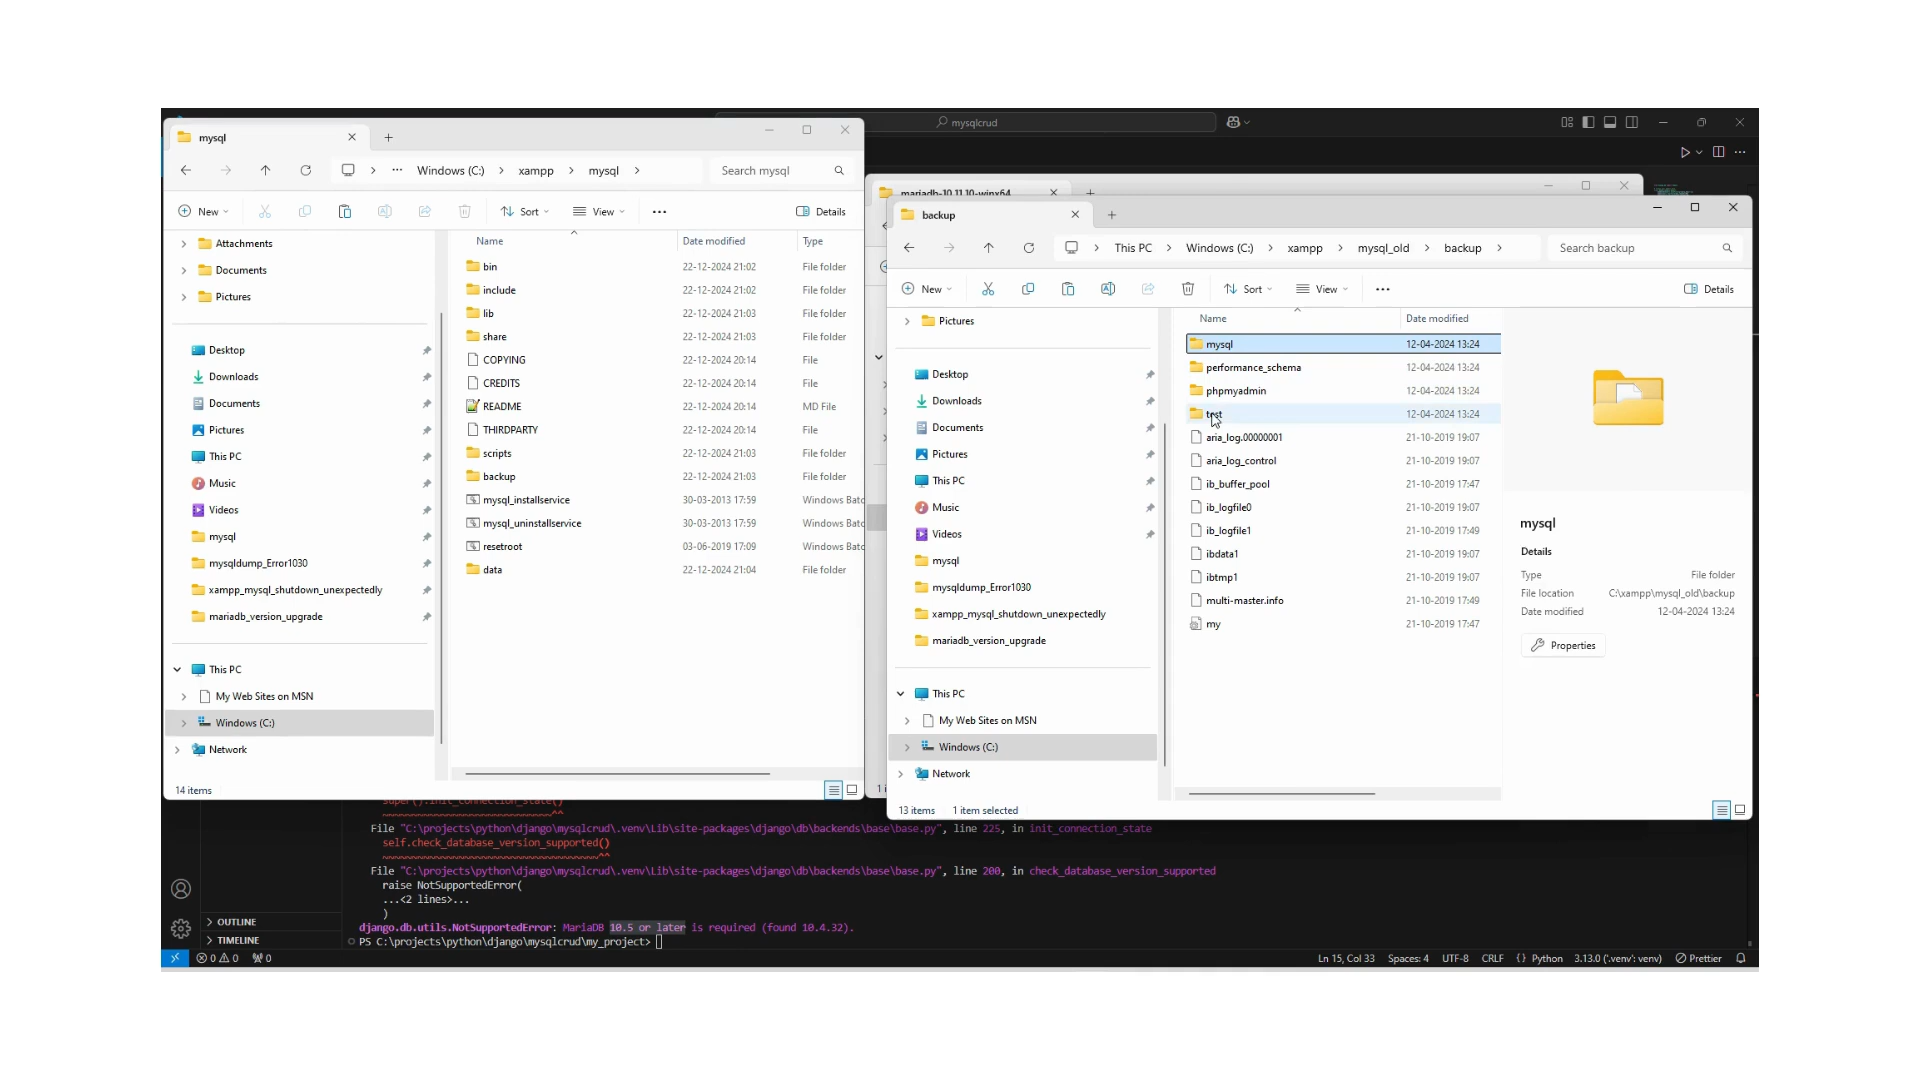 mysqlcrud
mysql
Windows (C:) xampp mysql
Search mysql
New
Sort
View
Details
Attachments
Documents
Pictures
Desktop
Downloads
Documents
Pictures
This PC
Music
Videos
mysql
mysqldump_Error1030
xampp_mysql_shutdown_unexpectedly
mariadb_version_upgrade
This PC
My Web Sites on MSN
Windows (C:)
Network
Name Date modified Type
bin 22-12-2024 21:02 File folder
include 22-12-2024 21:02 File folder
lib 22-12-2024 21:03 File folder
share 22-12-2024 21:03 File folder
COPYING 22-12-2024 20:14 File
CREDITS 22-12-2024 20:14 File
README 22-12-2024 20:14 MD File
THIRDPARTY 22-12-2024 20:14 File
scripts 22-12-2024 21:03 File folder
backup 22-12-2024 21:03 File folder
mysql_installservice 30-03-2013 17:59 Windows Batc
mysql_uninstallservice 30-03-2013 17:59 Windows Batc
resetroot 03-06-2019 17:09 Windows Batc
data 22-12-2024 21:04 File folder
14 items
mariadb-10.11.10-winx64
backup
This PC Windows (C:) xampp mysql_old backup
Search backup
New
Sort
View
Details
Pictures
Desktop
Downloads
Documents
Pictures
This PC
Music
Videos
mysql
mysqldump_Error1030
xampp_mysql_shutdown_unexpectedly
mariadb_version_upgrade
This PC
My Web Sites on MSN
Windows (C:)
Network
Name Date modified
mysql 12-04-2024 13:24
performance_schema 12-04-2024 13:24
phpmyadmin 12-04-2024 13:24
test 12-04-2024 13:24
aria_log.00000001 21-10-2019 19:07
aria_log_control 21-10-2019 19:07
ib_buffer_pool 21-10-2019 17:47
ib_logfile0 21-10-2019 19:07
ib_logfile1 21-10-2019 17:49
ibdata1 21-10-2019 19:07
ibtmp1 21-10-2019 19:07
multi-master.info 21-10-2019 17:49
my 21-10-2019 17:47
mysql
Details
Type File folder
File location C:\xampp\mysql_old\backup
Date modified 12-04-2024 13:24
Properties
13 items 1 item selected
super().init_connection_state()
File "C:\projects\python\django\mysqlcrud\.venv\Lib\site-packages\django\db\backends\base\base.py", line 225, in init_connection_state
self.check_database_version_supported()
~~~~~~~~~~~~~~~~~~~~~~~~~~~~~~~~~~~~~^^
File "C:\projects\python\django\mysqlcrud\.venv\Lib\site-packages\django\db\backends\base\base.py", line 200, in check_database_version_supported
raise NotSupportedError(
...<2 lines>...
)
django.db.utils.NotSupportedError: MariaDB 10.5 or later is required (found 10.4.32).
PS C:\projects\python\django\mysqlcrud\my_project>
OUTLINE
TIMELINE
0 0 0
Ln 15, Col 33 Spaces: 4 UTF-8 CRLF {} Python 3.13.0 ('.venv': venv) Prettier